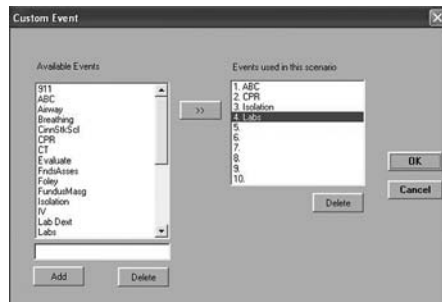 Custom Event
Available Events
911
ABC
Airway
Breathing
CinnStkSol
CPR
CT
Evaluate
FndsAsses
Foley
FundusMasg
Isolation
IV
Lab Dext
Labs
Add
Delete
>>
Events used in this scenario
1. ABC
2. CPR
3. Isolation
4. Labs
5.
6.
7.
8.
9.
10.
Delete
OK
Cancel